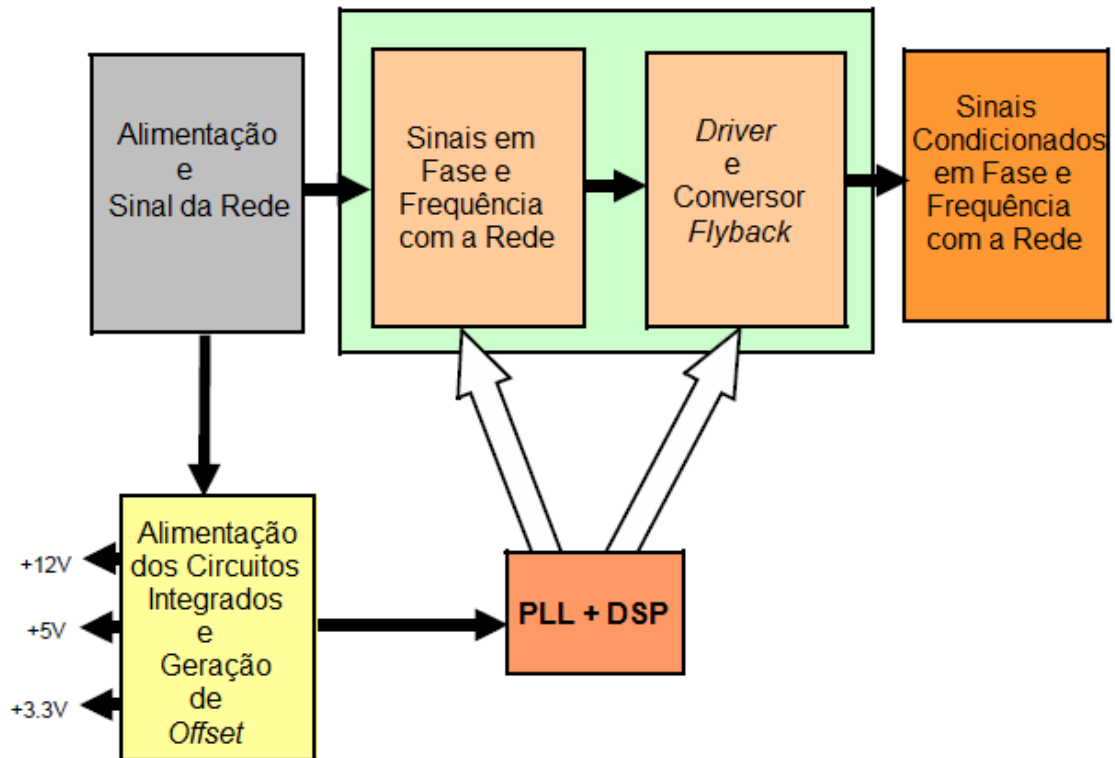 Alimentação
e
Sinal da Rede
Sinais em
Fase e
Frequência
com a Rede
Driver
e
Conversor
Flyback
Sinais
Condicionados
em Fase e
Frequência
com a Rede
Alimentação
dos Circuitos
Integrados
e
Geração
de
Offset
+12V
+5V
+3.3V
PLL + DSP